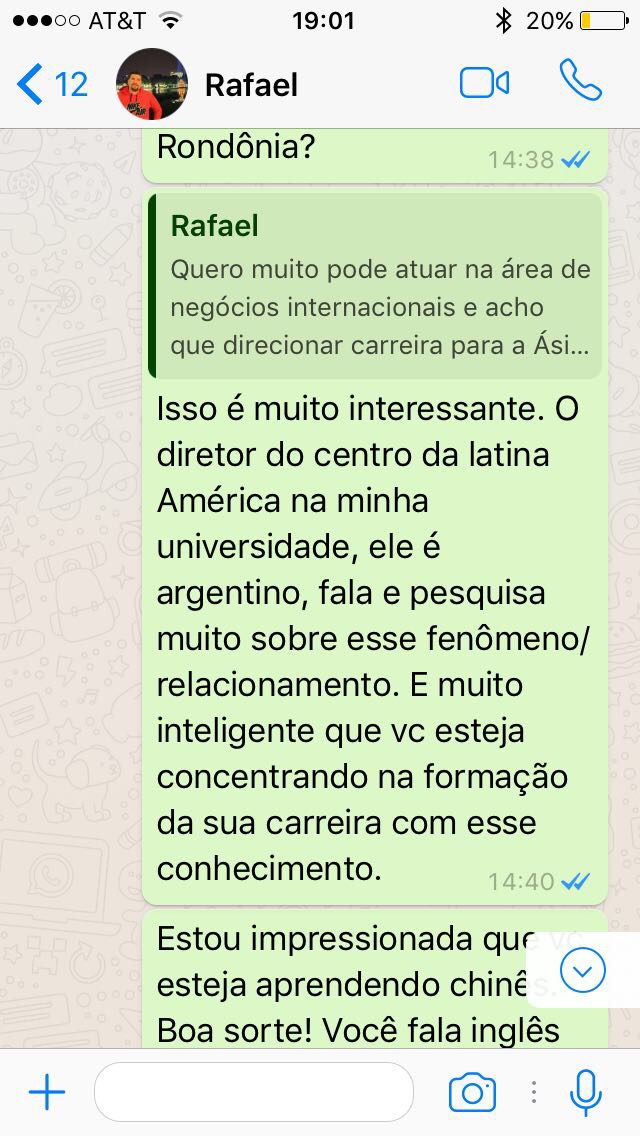 AT&T 19:01 20%
12 Rafael
Rondônia?
14:38
Rafael
Quero muito pode atuar na área de
negócios internacionais e acho
que direcionar carreira para a Ási...
Isso é muito interessante. O
diretor do centro da latina
América na minha
universidade, ele é
argentino, fala e pesquisa
muito sobre esse fenômeno/
relacionamento. E muito
inteligente que vc esteja
concentrando na formação
da sua carreira com esse
conhecimento.
14:40
Estou impressionada que vc
esteja aprendendo chinês.
Boa sorte! Você fala inglês